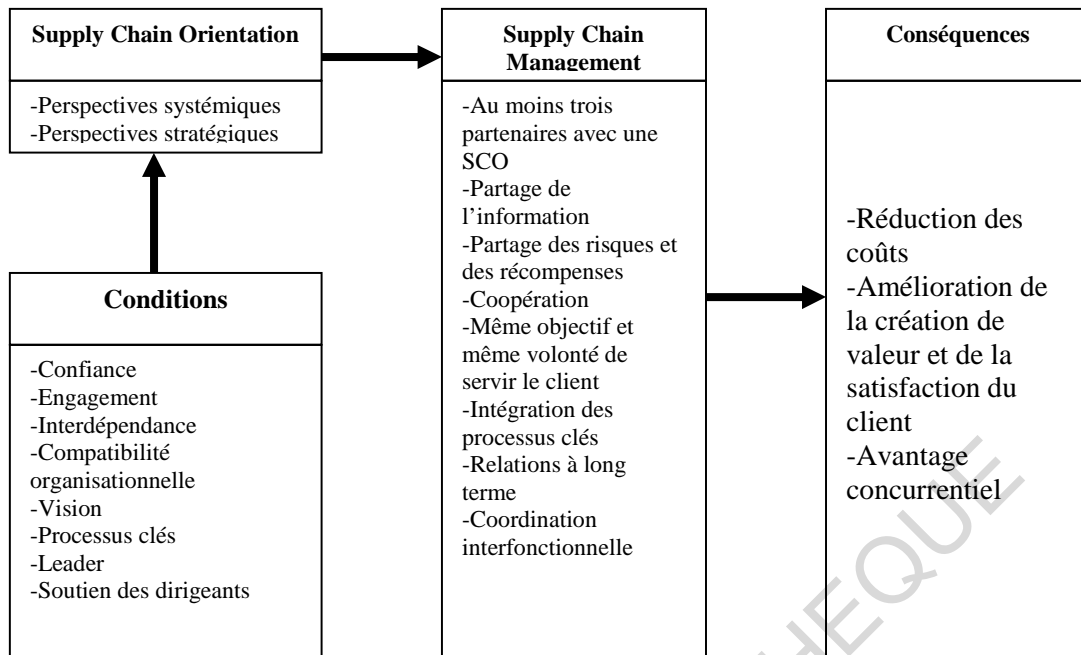 Supply Chain Orientation
-Perspectives systémiques
-Perspectives stratégiques
Conditions
-Confiance
-Engagement
-Interdépendance
-Compatibilité
organisationnelle
-Vision
-Processus clés
-Leader
-Soutien des dirigeants
Supply Chain
Management
-Au moins trois
partenaires avec une
SCO
-Partage de
l’information
-Partage des risques et
des récompenses
-Coopération
-Même objectif et
même volonté de
servir le client
-Intégration des
processus clés
-Relations à long
terme
-Coordination
interfonctionnelle
Conséquences
-Réduction des
coûts
-Amélioration de
la création de
valeur et de la
satisfaction du
client
-Avantage
concurrentiel